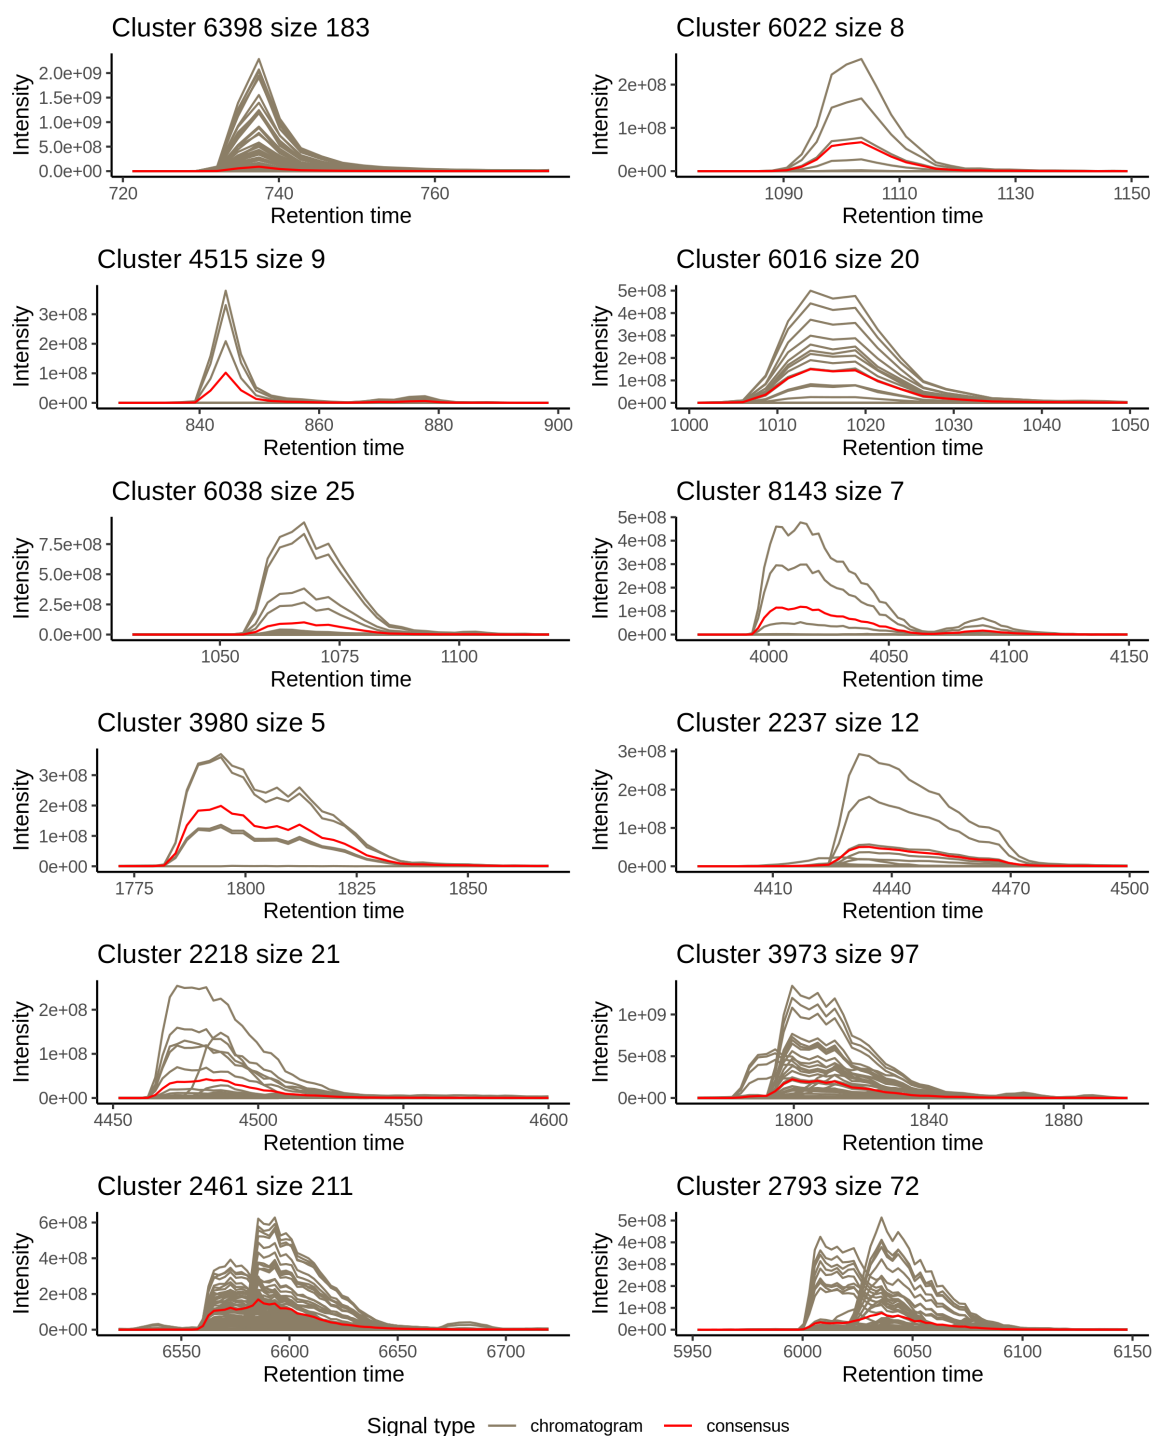 Cluster 6398 size 183
Intensity
2.0e+09
1.5e+09
1.0e+09
5.0e+08
0.0e+00
720 740 760
Retention time
Cluster 6022 size 8
Intensity
2e+08
1e+08
0e+00
1090 1110 1130 1150
Retention time
Cluster 4515 size 9
Intensity
3e+08
2e+08
1e+08
0e+00
840 860 880 900
Retention time
Cluster 6016 size 20
Intensity
5e+08
4e+08
3e+08
2e+08
1e+08
0e+00
1000 1010 1020 1030 1040 1050
Retention time
Cluster 6038 size 25
Intensity
7.5e+08
5.0e+08
2.5e+08
0.0e+00
1050 1075 1100
Retention time
Cluster 8143 size 7
Intensity
5e+08
4e+08
3e+08
2e+08
1e+08
0e+00
4000 4050 4100 4150
Retention time
Cluster 3980 size 5
Intensity
3e+08
2e+08
1e+08
0e+00
1775 1800 1825 1850
Retention time
Cluster 2237 size 12
Intensity
3e+08
2e+08
1e+08
0e+00
4410 4440 4470 4500
Retention time
Cluster 2218 size 21
Intensity
2e+08
1e+08
0e+00
4450 4500 4550 4600
Retention time
Cluster 3973 size 97
Intensity
1e+09
5e+08
0e+00
1800 1840 1880
Retention time
Cluster 2461 size 211
Intensity
6e+08
4e+08
2e+08
0e+00
6550 6600 6650 6700
Retention time
Cluster 2793 size 72
Intensity
5e+08
4e+08
3e+08
2e+08
1e+08
0e+00
5950 6000 6050 6100 6150
Retention time
Signal type chromatogram consensus